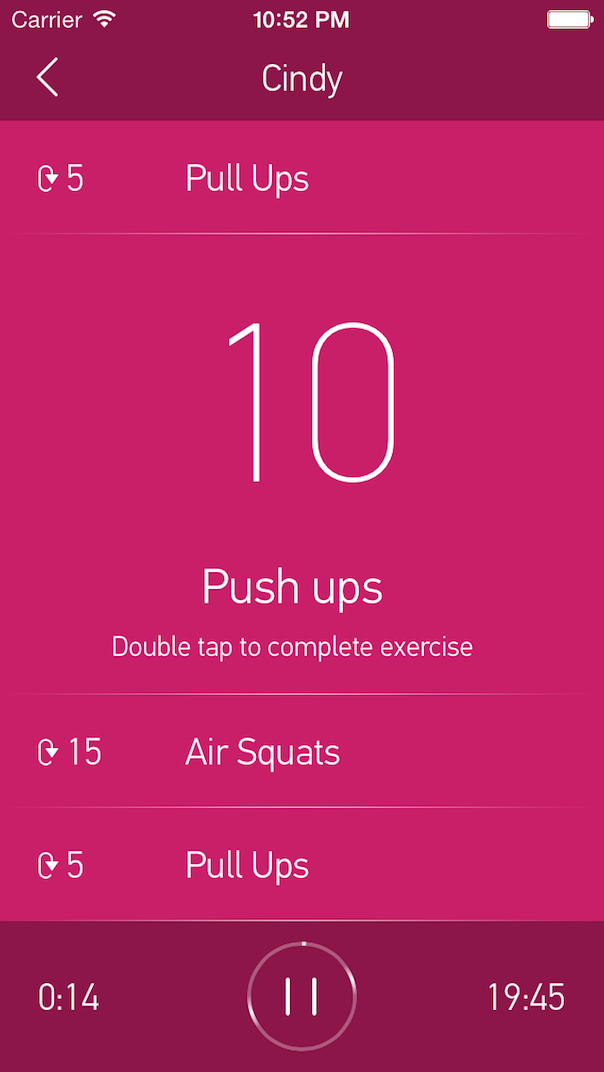 Carrier 10:52 PM
Cindy
5 Pull Ups
10
Push ups
Double tap to complete exercise
15 Air Squats
5 Pull Ups
0:14 19:45